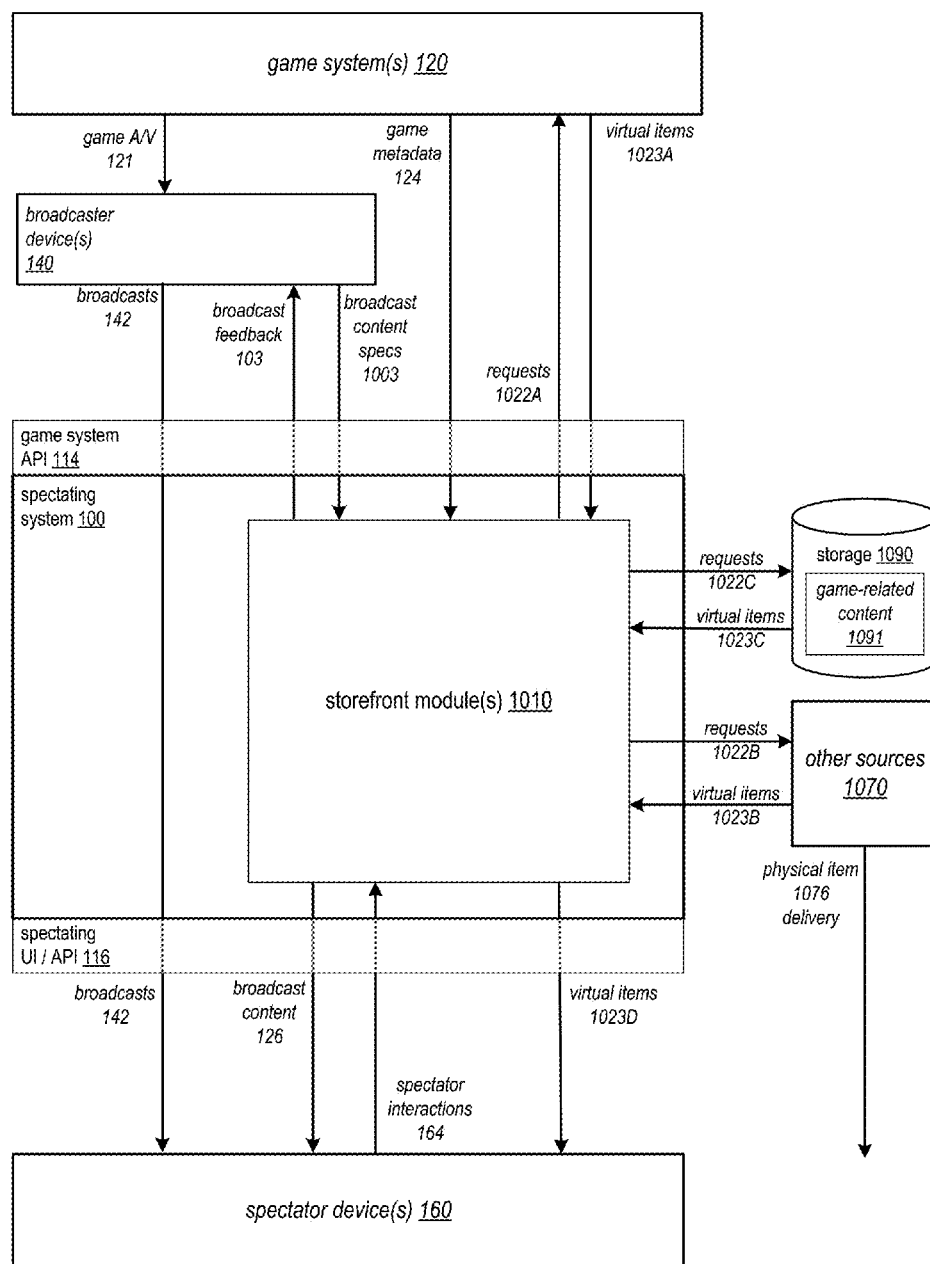 game system(s) 120
game A/V
121
game
metadata
124
virtual items
1023A
broadcaster
device(s)
140
broadcasts
142
broadcast
feedback
103
broadcast
content
specs
1003
requests
1022A
game system
API 114
spectating
system 100
storefront module(s) 1010
requests
1022C
virtual items
1023C
storage 1090
game-related
content
1091
requests
1022B
virtual items
1023B
other sources
1070
physical item
1076
delivery
spectating
UI / API 116
broadcasts
142
broadcast
content
126
spectator
interactions
164
virtual items
1023D
spectator device(s) 160